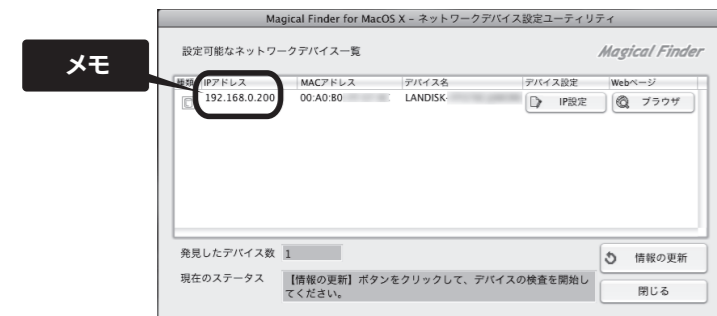 Magical Finder for MacOS X – ネットワークデバイス設定ユーティリティ
設定可能なネットワークデバイス一覧
Magical Finder
メモ
種類 IPアドレス MACアドレス デバイス名 デバイス設定 Webページ
192.168.0.200 00:A0:B0 LANDISK- IP設定 ブラウザ
発見したデバイス数 1
情報の更新
現在のステータス 【情報の更新】ボタンをクリックして、デバイスの検査を開始し
てください。
閉じる